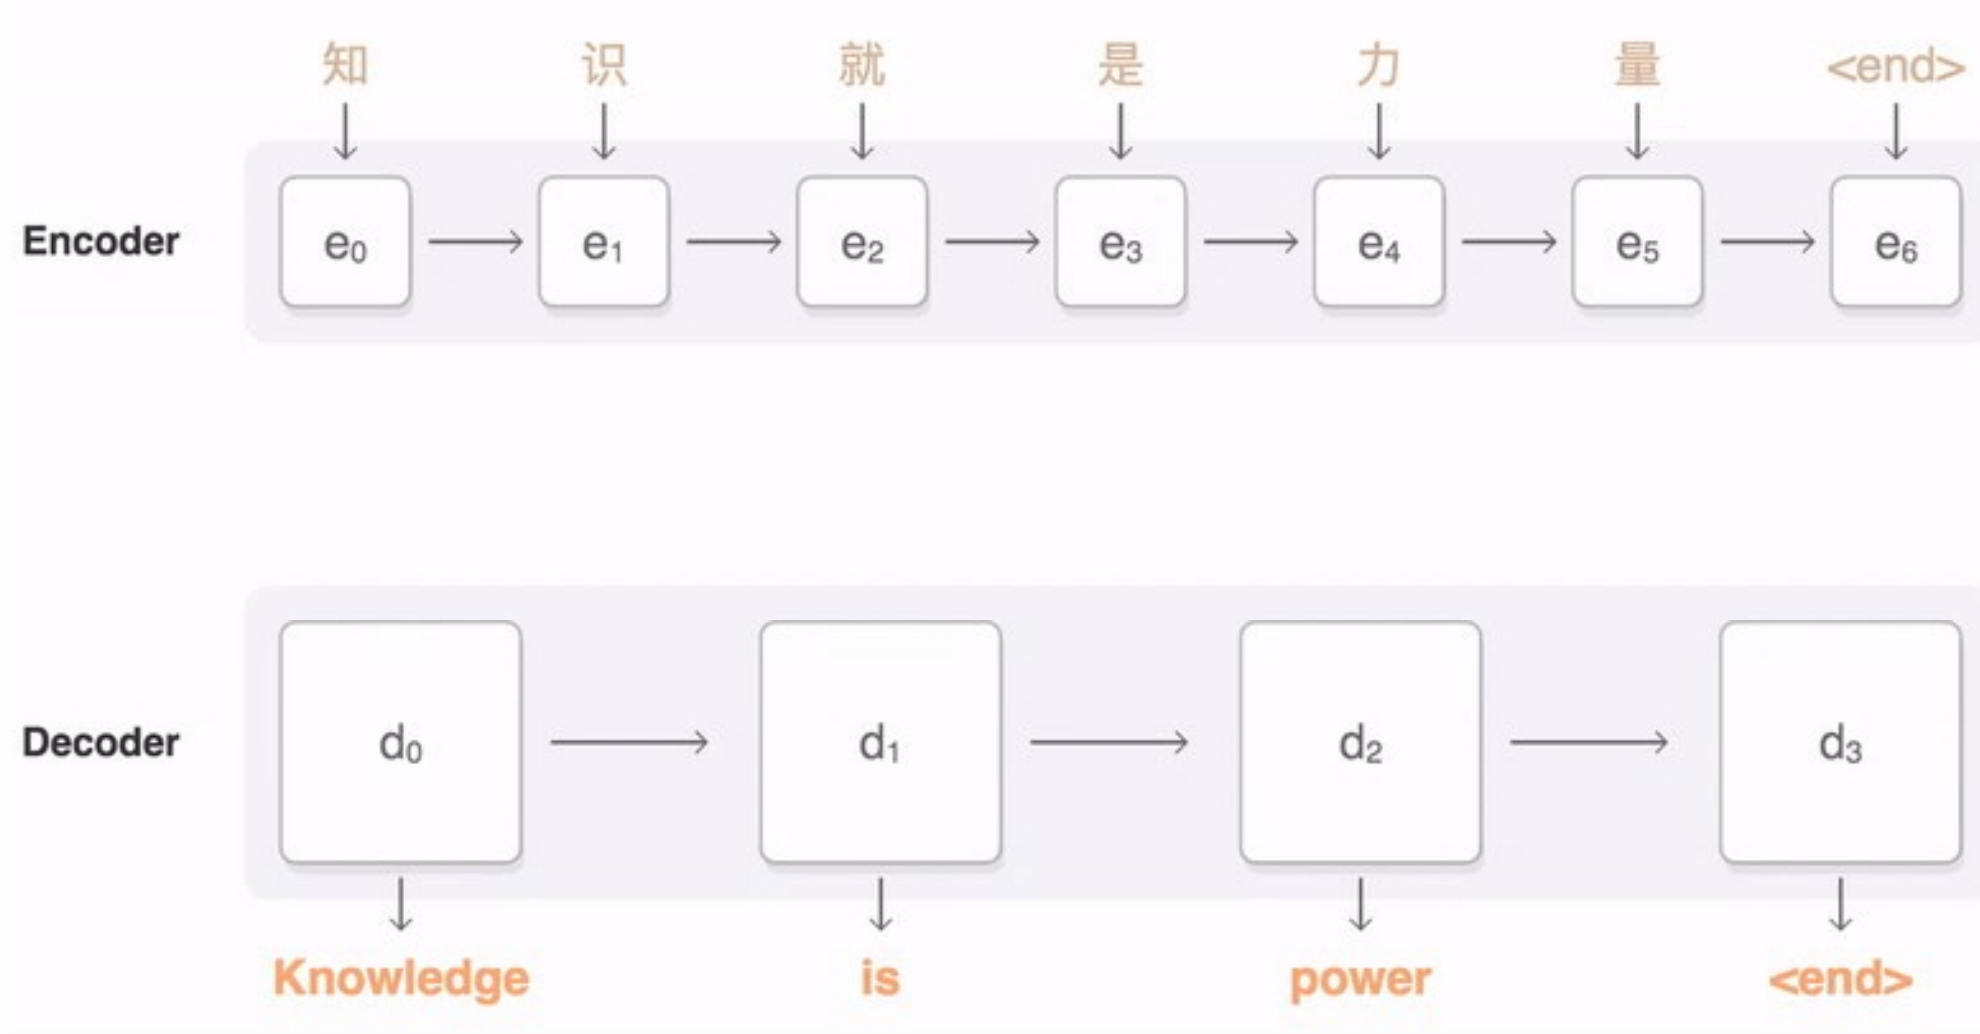 知 识 就 是 力 量 <end>
Encoder e₀ e₁ e₂ e₃ e₄ e₅ e₆
Decoder d₀ d₁ d₂ d₃
Knowledge is power <end>